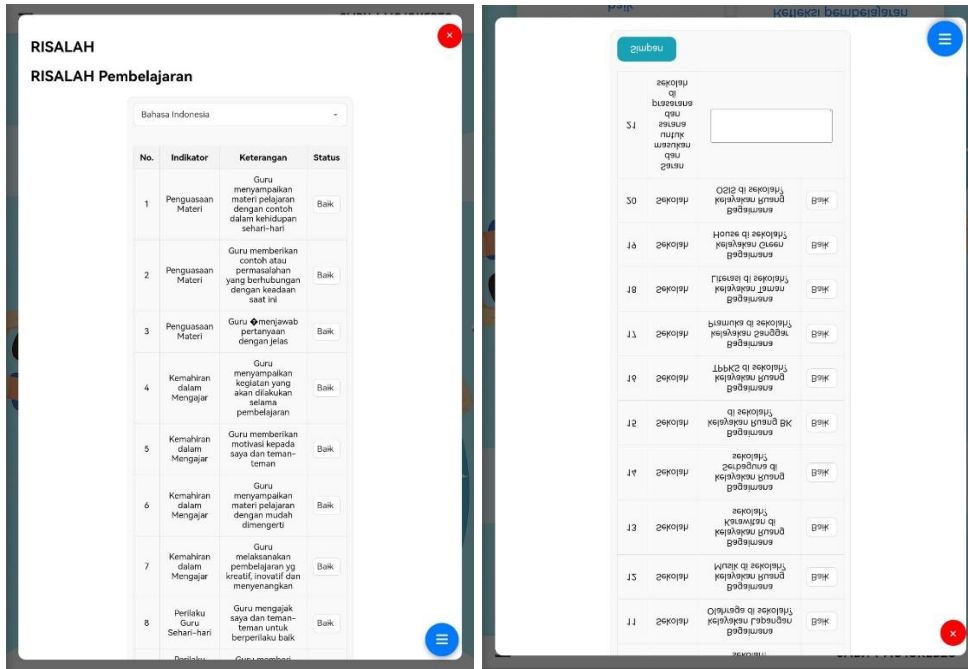 RISALAH
RISALAH Pembelajaran
Bahasa Indonesia
No. Indikator Keterangan Status
1
Penguasaan
Materi
Guru
menyampaikan
materi pelajaran
dengan contoh
dalam kehidupan
sehari-hari
Baik
2
Penguasaan
Materi
Guru memberikan
contoh atau
permasalahan
yang berhubungan
dengan keadaan
saat ini
Baik
3
Penguasaan
Materi
Guru �menjawab
pertanyaan
dengan jelas
Baik
4
Kemahiran
dalam
Mengajar
Guru
menyampaikan
kegiatan yang
akan dilakukan
selama
pembelajaran
Baik
5
Kemahiran
dalam
Mengajar
Guru memberikan
motivasi kepada
saya dan teman-
teman
Baik
6
Kemahiran
dalam
Mengajar
Guru
menyampaikan
materi pelajaran
dengan mudah
dimengerti
Baik
7
Kemahiran
dalam
Mengajar
Guru
melaksanakan
pembelajaran yg
kreatif, inovatif dan
menyenangkan
Baik
8
Perilaku
Guru
Sehari-hari
Guru mengajak
saya dan teman-
teman untuk
berperilaku baik
Baik
Perilaku
Guru memberi
sekolah?
11
Sekolah
Bagaimana
kelayakan Lapangan
Olahraga di sekolah?
Baik
12
Sekolah
Bagaimana
kelayakan Ruang
Musik di sekolah?
Baik
13
Sekolah
Bagaimana
kelayakan Ruang
Karawitan di
sekolah?
Baik
14
Sekolah
Bagaimana
kelayakan Ruang
Serbaguna di
sekolah?
Baik
15
Sekolah
Bagaimana
kelayakan Ruang BK
di sekolah?
Baik
16
Sekolah
Bagaimana
kelayakan Ruang
TPPKS di sekolah?
Baik
17
Sekolah
Bagaimana
kelayakan Sanggar
Pramuka di sekolah?
Baik
18
Sekolah
Bagaimana
kelayakan Taman
Literasi di sekolah?
Baik
19
Sekolah
Bagaimana
kelayakan Green
House di sekolah?
Baik
20
Sekolah
Bagaimana
kelayakan Ruang
OSIS di sekolah?
Baik
21
Saran
dan
masukan
untuk
sarana
dan
prasarana
di
sekolah
Simpan
Refleksi pembelajaran
baik